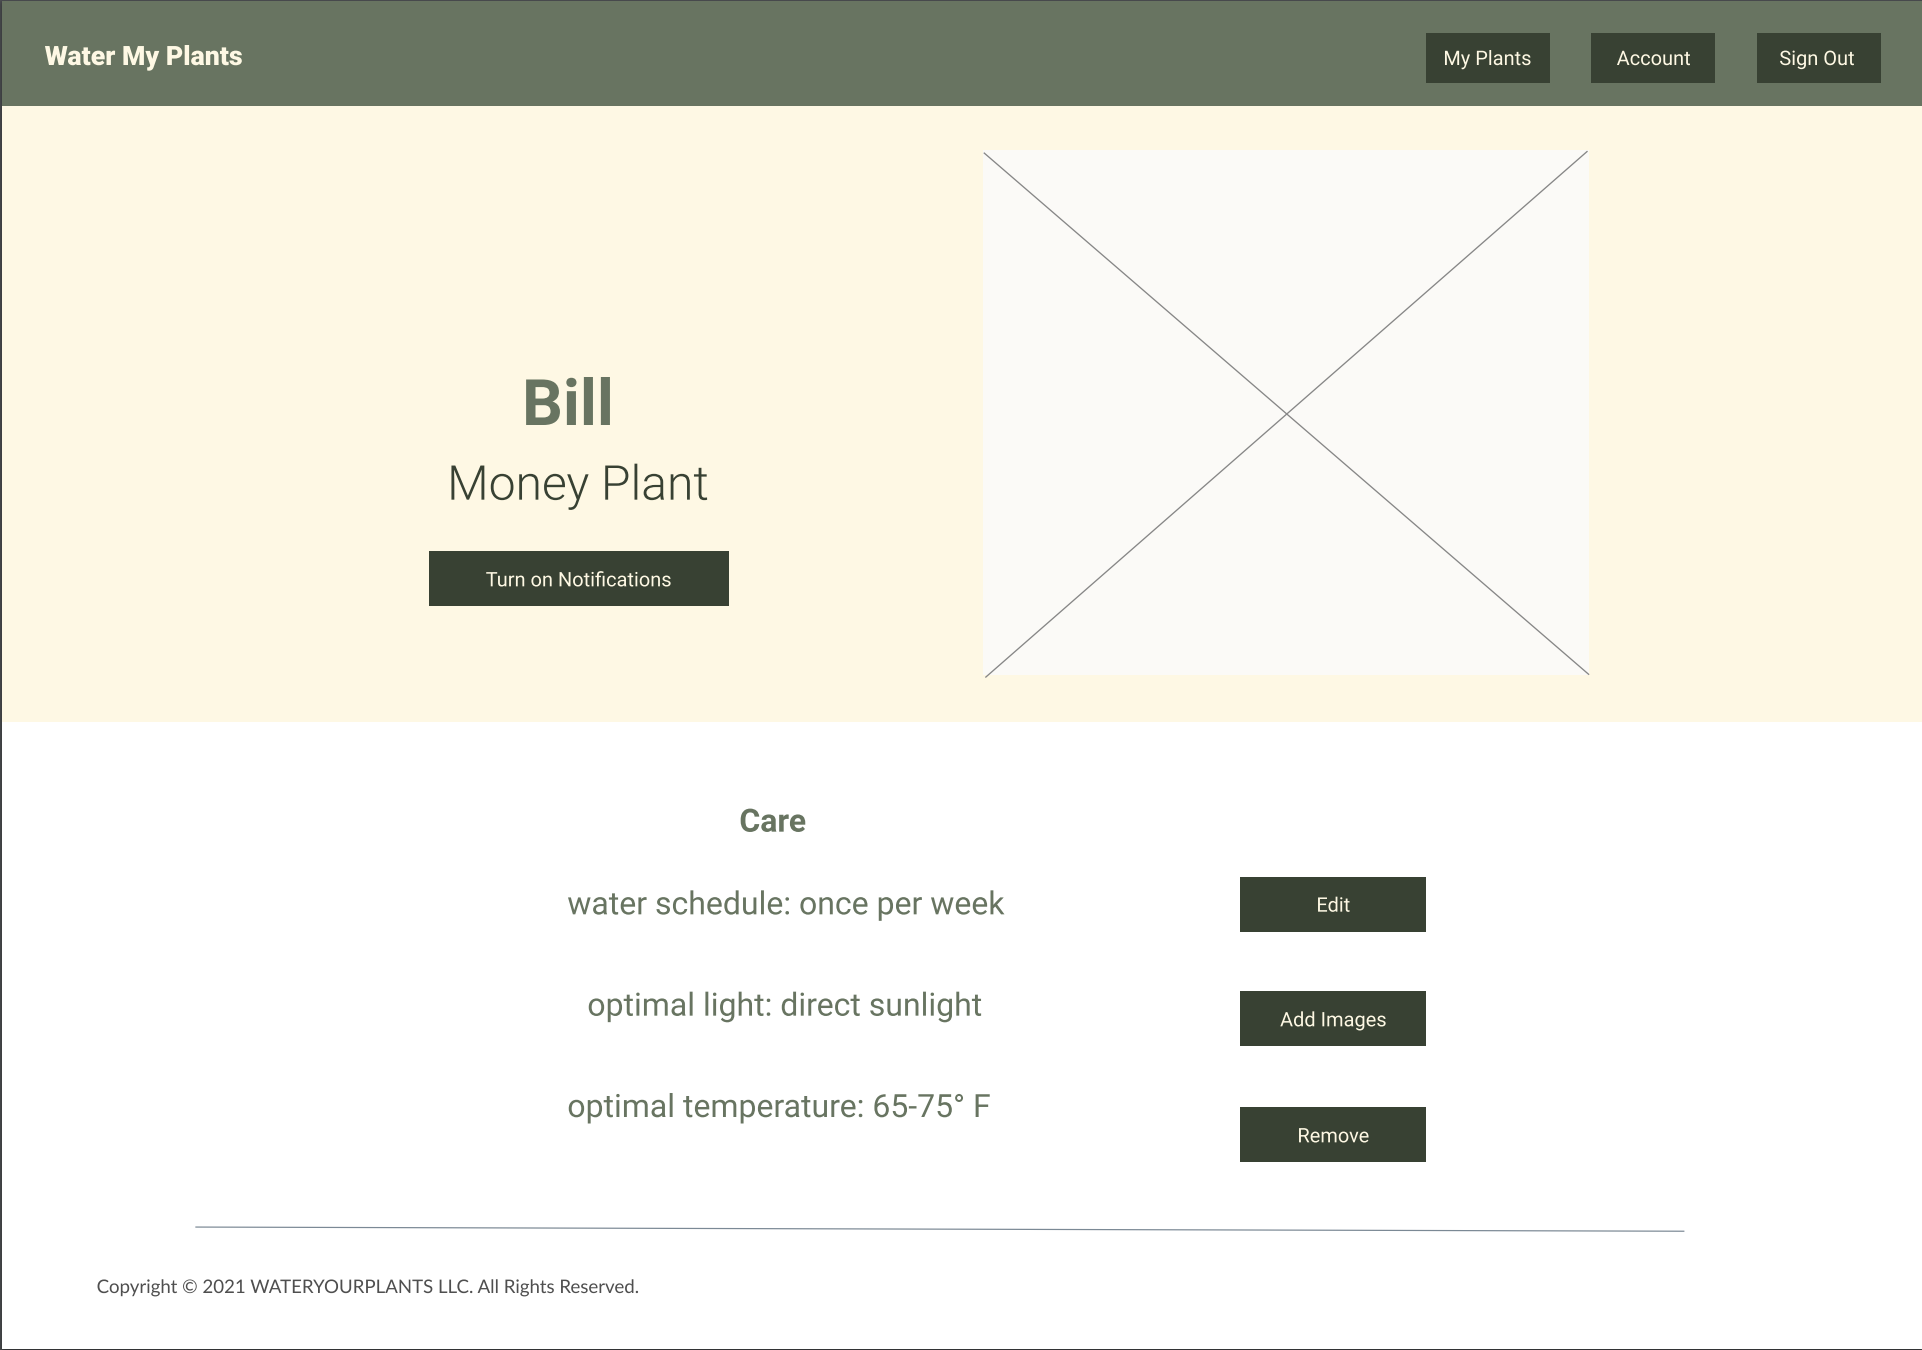 Water My Plants
My Plants
Account
Sign Out
Bill
Money Plant
Turn on Notifications
Care
water schedule: once per week
Edit
optimal light: direct sunlight
Add Images
optimal temperature: 65-75° F
Remove
Copyright © 2021 WATERYOURPLANTS LLC. All Rights Reserved.